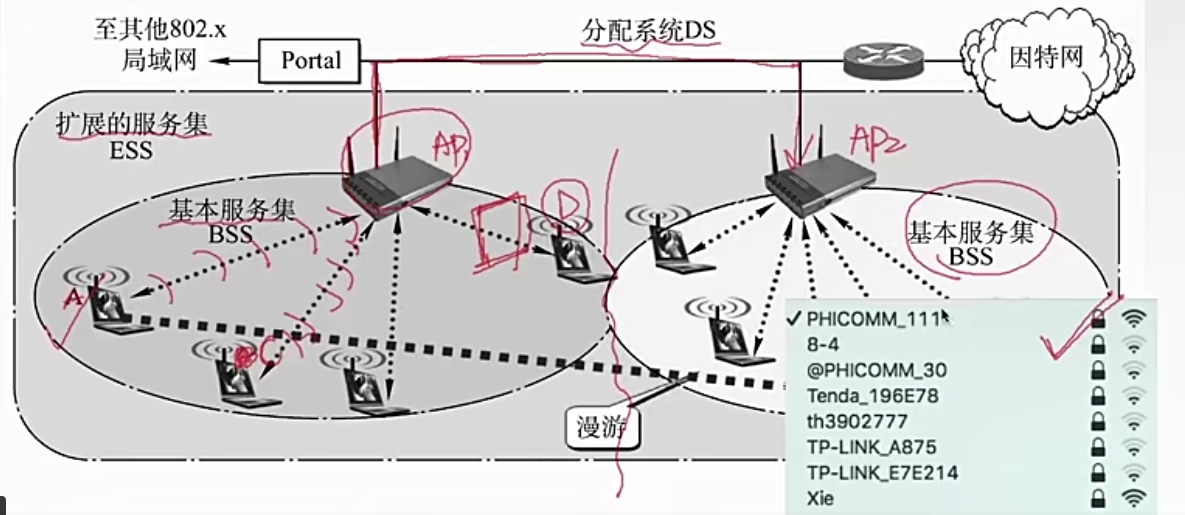 至其他802.x
局域网
Portal
分配系统DS
因特网
扩展的服务集
ESS
AP1
AP2
基本服务集
BSS
B
基本服务集
BSS
A
C
漫游
PHICOMM_111
8-4
@PHICOMM_30
Tenda_196E78
th3902777
TP-LINK_A875
TP-LINK_E7E214
Xie